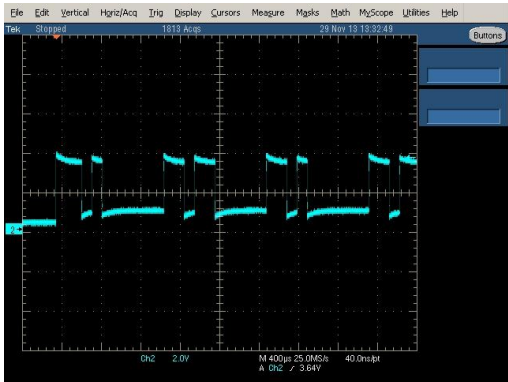 File Edit Vertical Horiz/Acq Trig Display Cursors Measure Masks Math MyScope Utilities Help
Tek Stopped 1813 Acqs 29 Nov 13 13:32:49 Buttons
2
Ch2 2.0V M 400µs 25.0MS/s 40.0ns/pt
A Ch2 ∕ 3.64V